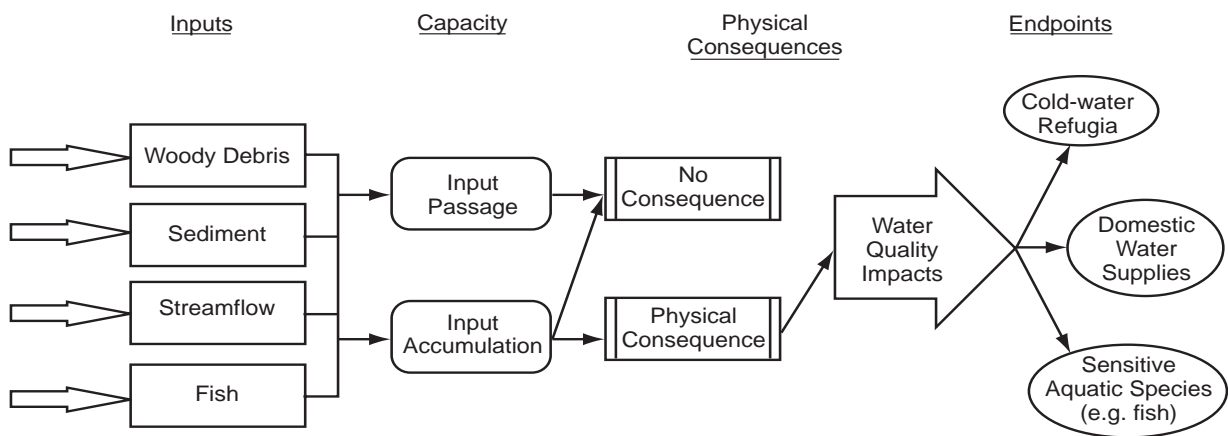 Inputs
Capacity
Physical
Consequences
Endpoints
Woody Debris
Sediment
Streamflow
Fish
Input
Passage
Input
Accumulation
No
Consequence
Physical
Consequence
Water
Quality
Impacts
Cold-water
Refugia
Domestic
Water
Supplies
Sensitive
Aquatic Species
(e.g. fish)